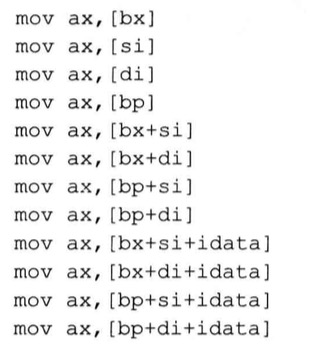 mov ax,[bx]
mov ax,[si]
mov ax,[di]
mov ax,[bp]
mov ax,[bx+si]
mov ax,[bx+di]
mov ax,[bp+si]
mov ax,[bp+di]
mov ax,[bx+si+idata]
mov ax,[bx+di+idata]
mov ax,[bp+si+idata]
mov ax,[bp+di+idata]